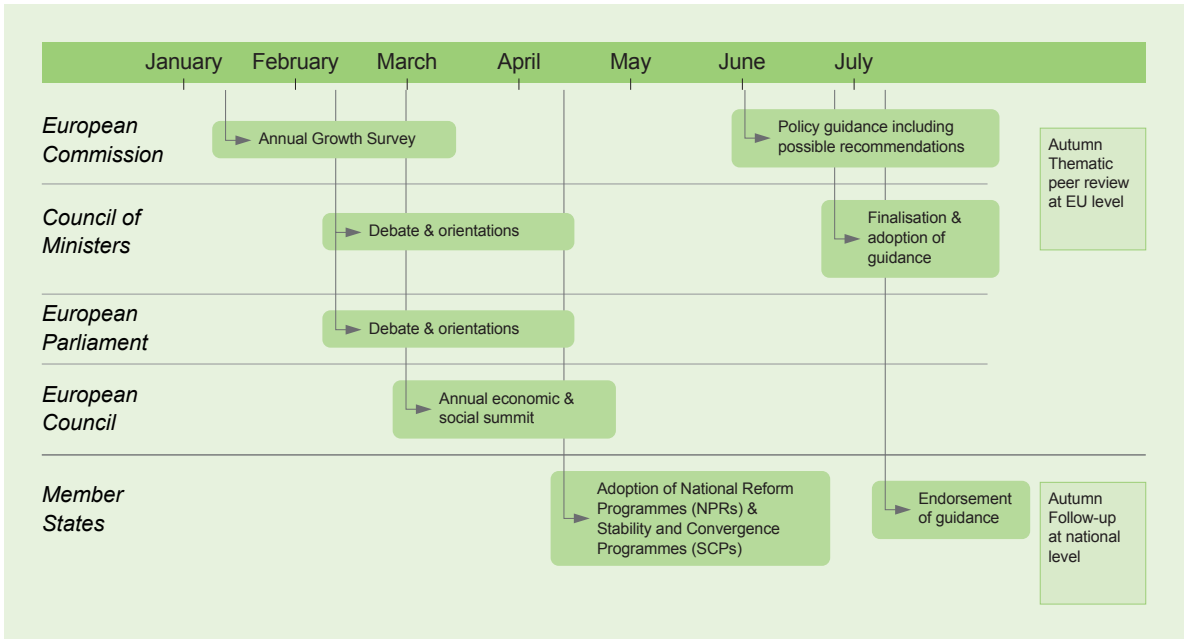 January February March April May June July
European
Commission
Annual Growth Survey
Policy guidance including
possible recommendations
Autumn
Thematic
peer review
at EU level
Council of
Ministers
Debate & orientations
Finalisation &
adoption of
guidance
European
Parliament
Debate & orientations
European
Council
Annual economic &
social summit
Member
States
Adoption of National Reform
Programmes (NPRs) &
Stability and Convergence
Programmes (SCPs)
Endorsement
of guidance
Autumn
Follow-up
at national
level